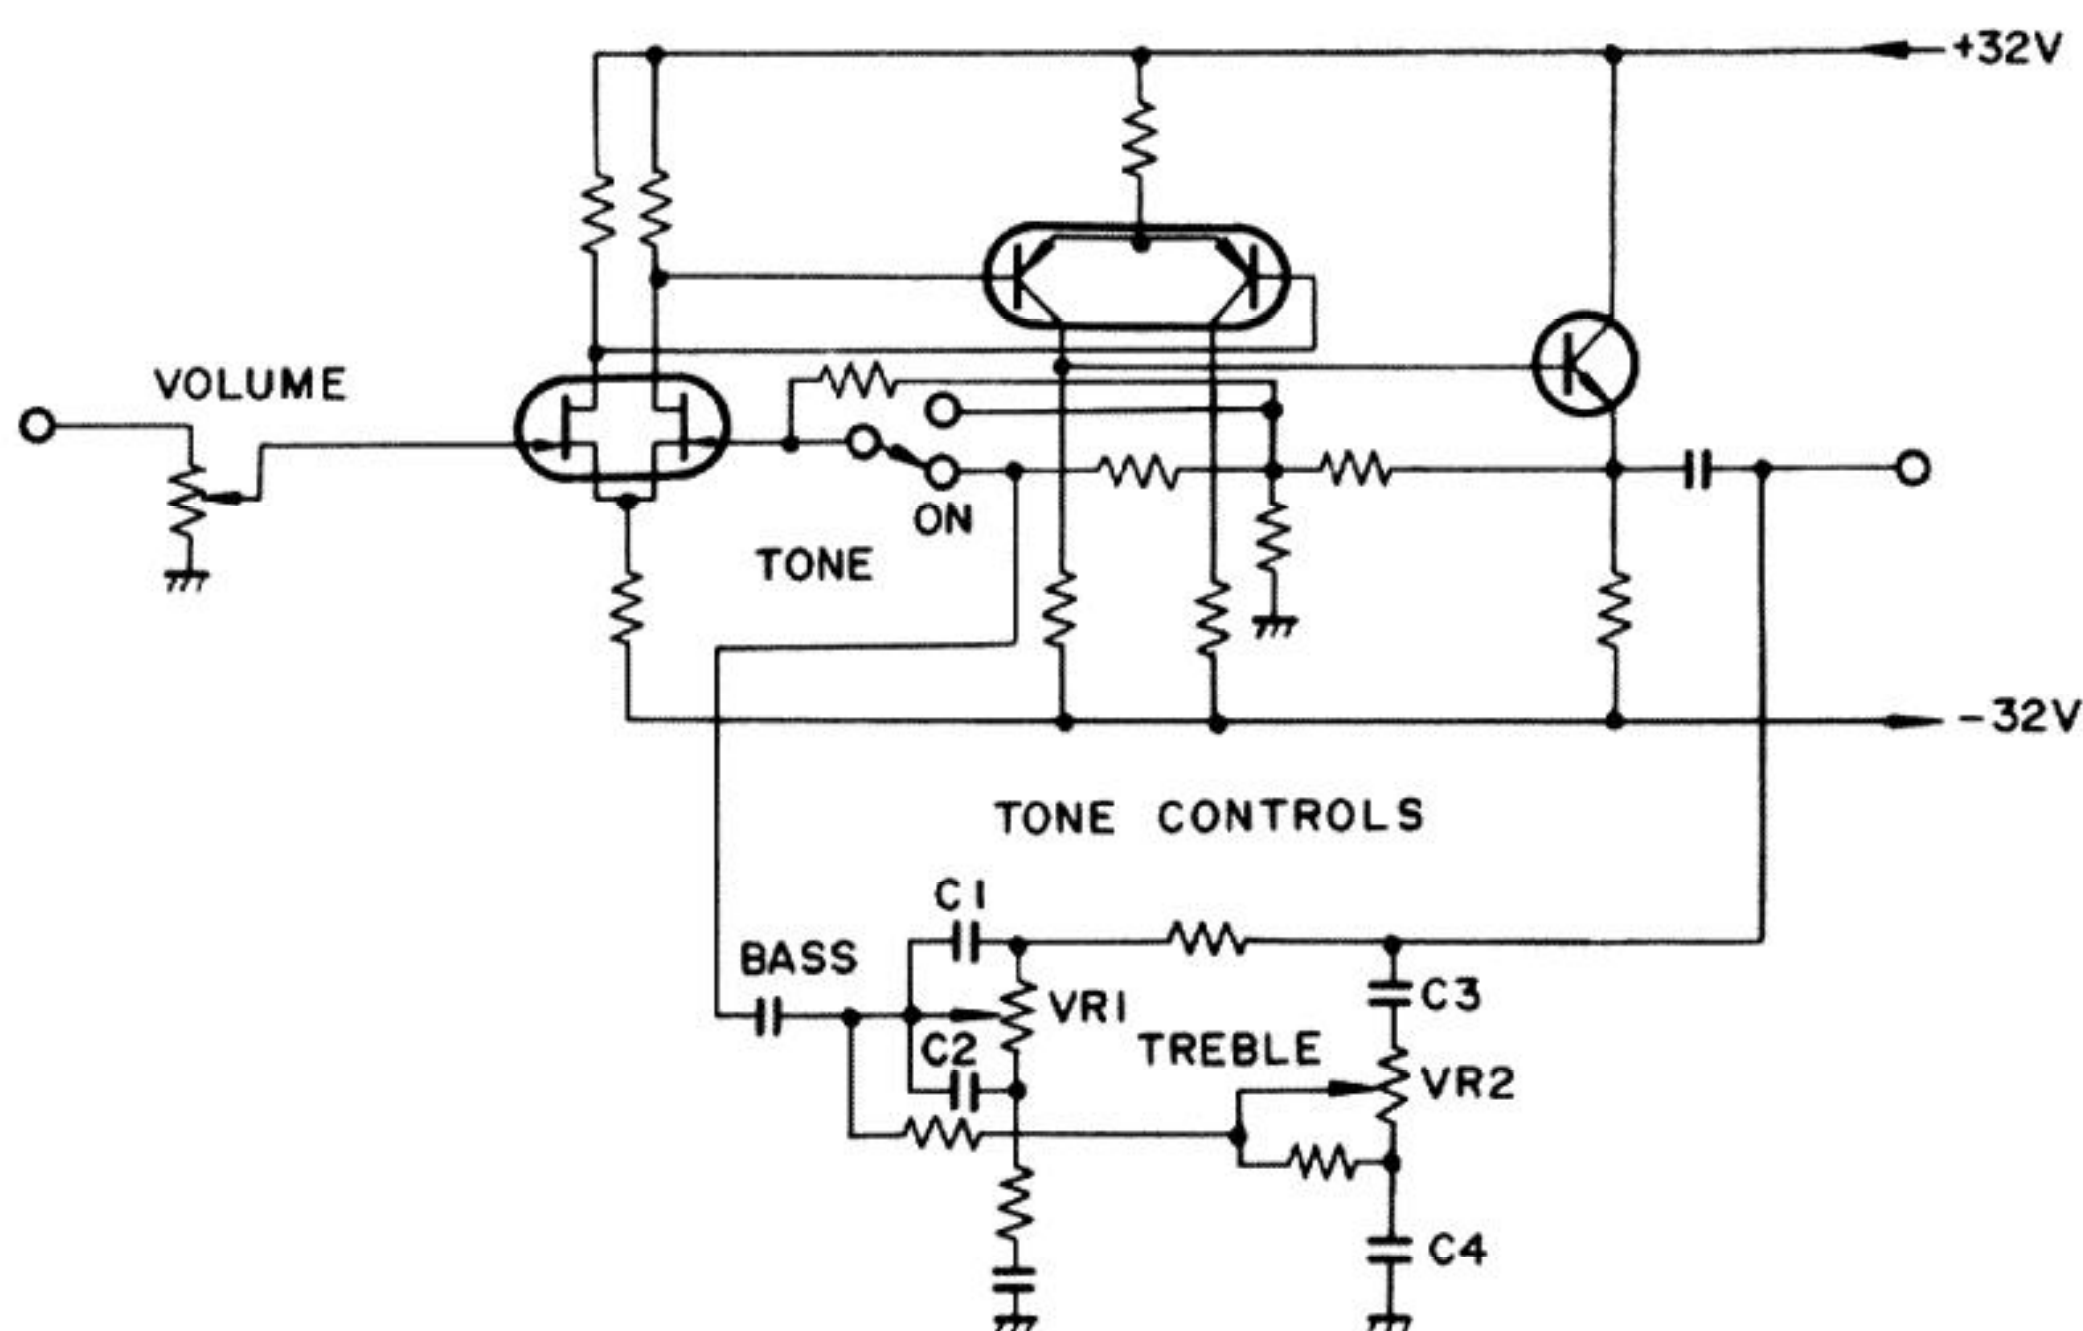 +32V
VOLUME
ON
TONE
-32V
TONE CONTROLS
C1
BASS
C3
VR1
C2
TREBLE
VR2
C4